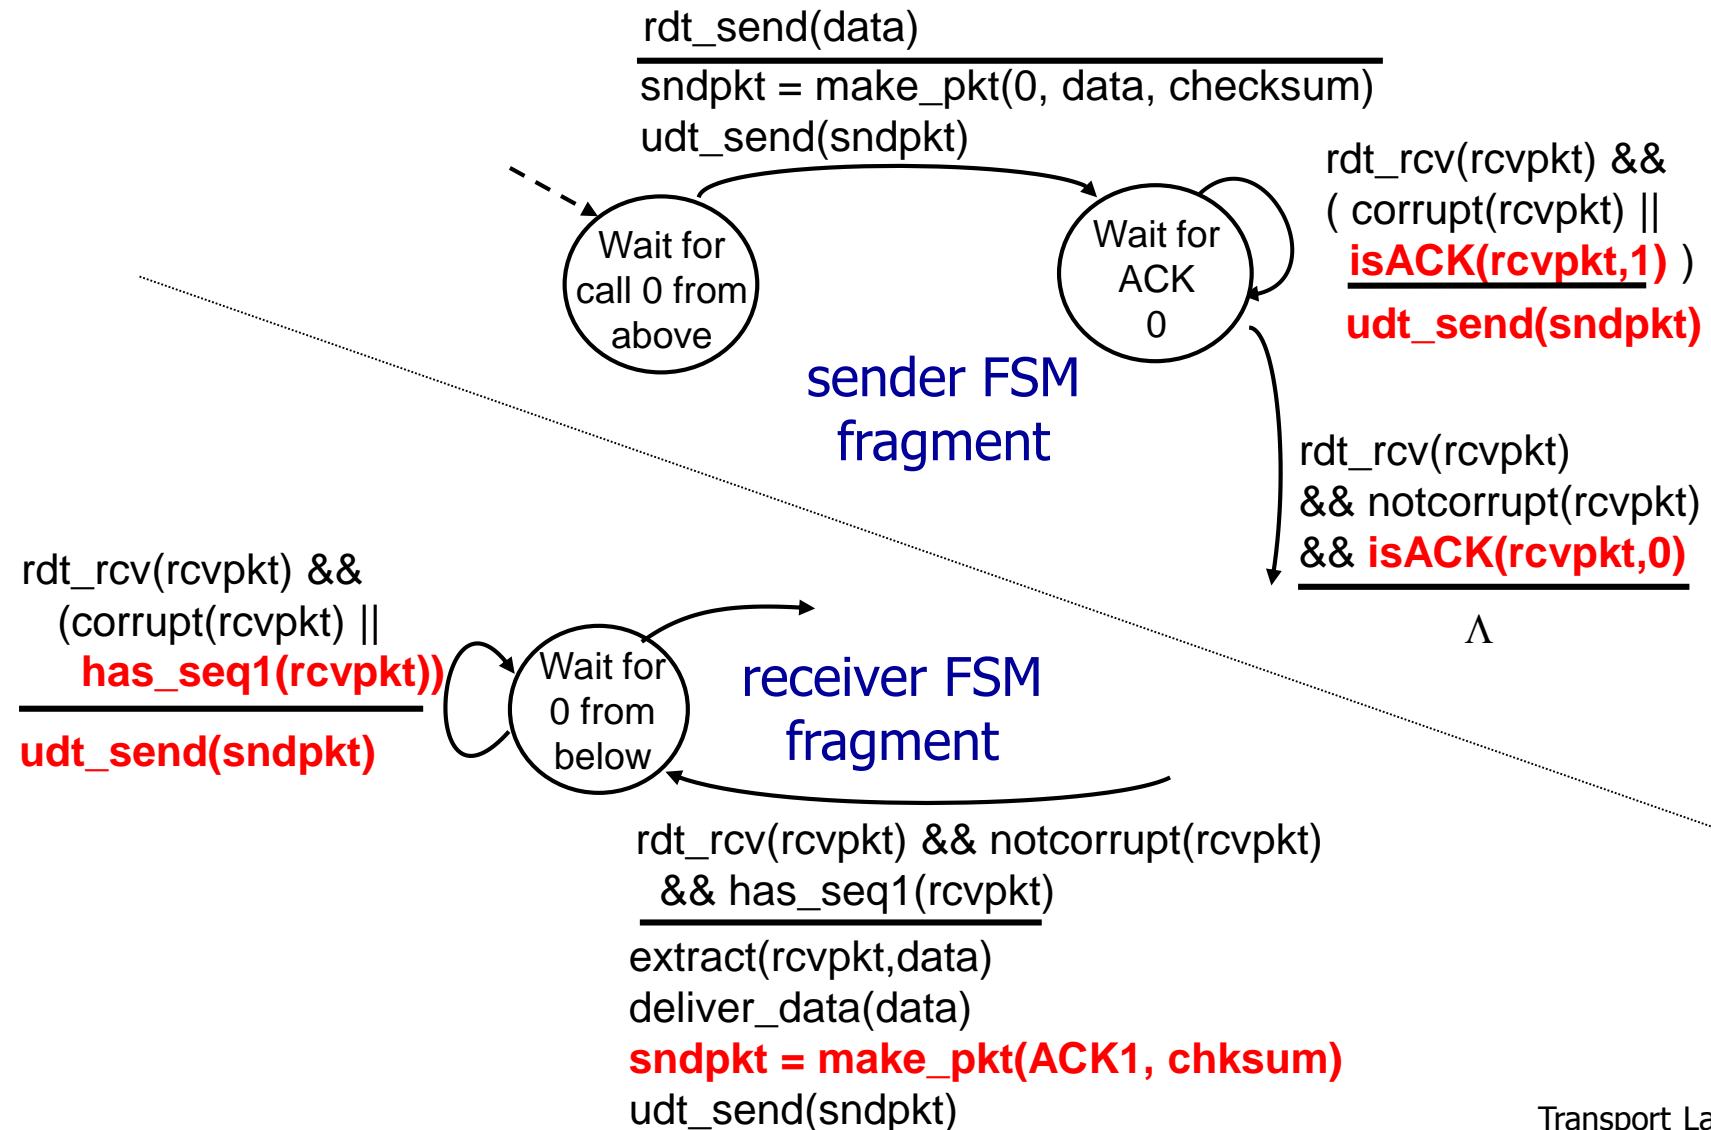 rdt_send(data)
sndpkt = make_pkt(0, data, checksum)
udt_send(sndpkt)
rdt_rcv(rcvpkt) &&
( corrupt(rcvpkt) ||
isACK(rcvpkt,1) )
udt_send(sndpkt)
Wait for
call 0 from
above
Wait for
ACK
0
sender FSM
fragment
rdt_rcv(rcvpkt)
&& notcorrupt(rcvpkt)
&& isACK(rcvpkt,0)
Λ
rdt_rcv(rcvpkt) &&
(corrupt(rcvpkt) ||
has_seq1(rcvpkt))
udt_send(sndpkt)
Wait for
0 from
below
receiver FSM
fragment
rdt_rcv(rcvpkt) && notcorrupt(rcvpkt)
&& has_seq1(rcvpkt)
extract(rcvpkt,data)
deliver_data(data)
sndpkt = make_pkt(ACK1, chksum)
udt_send(sndpkt)
Transport La